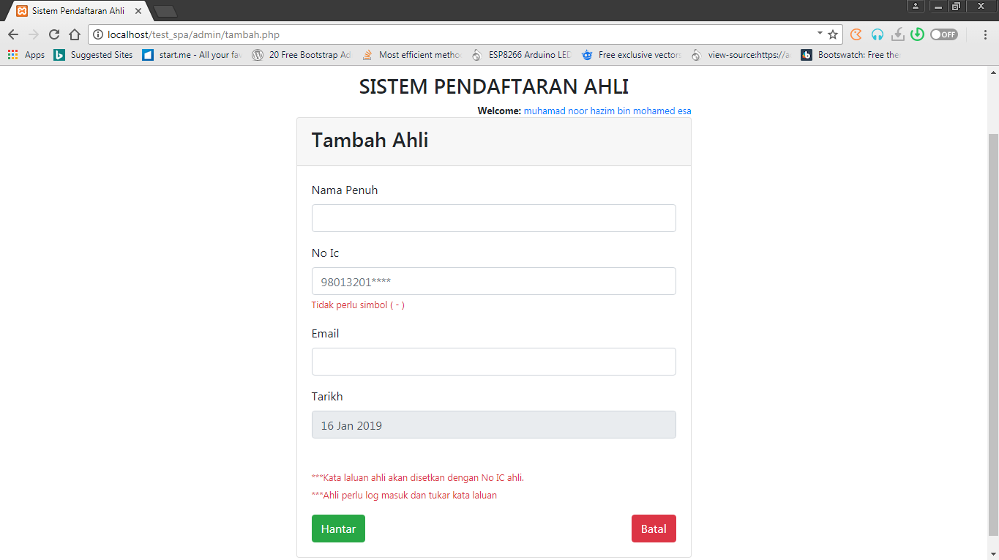 Sistem Pendaftaran Ahli
localhost/test_spa/admin/tambah.php
OFF
Apps Suggested Sites start.me - All your fav 20 Free Bootstrap Ad Most efficient metho ESP8266 Arduino LED Free exclusive vectors view-source:https://a Bootswatch: Free the
SISTEM PENDAFTARAN AHLI
Welcome: muhamad noor hazim bin mohamed esa
Tambah Ahli
Nama Penuh
No Ic
98013201****
Tidak perlu simbol ( - )
Email
Tarikh
16 Jan 2019
***Kata laluan ahli akan disetkan dengan No IC ahli.
***Ahli perlu log masuk dan tukar kata laluan
Hantar Batal